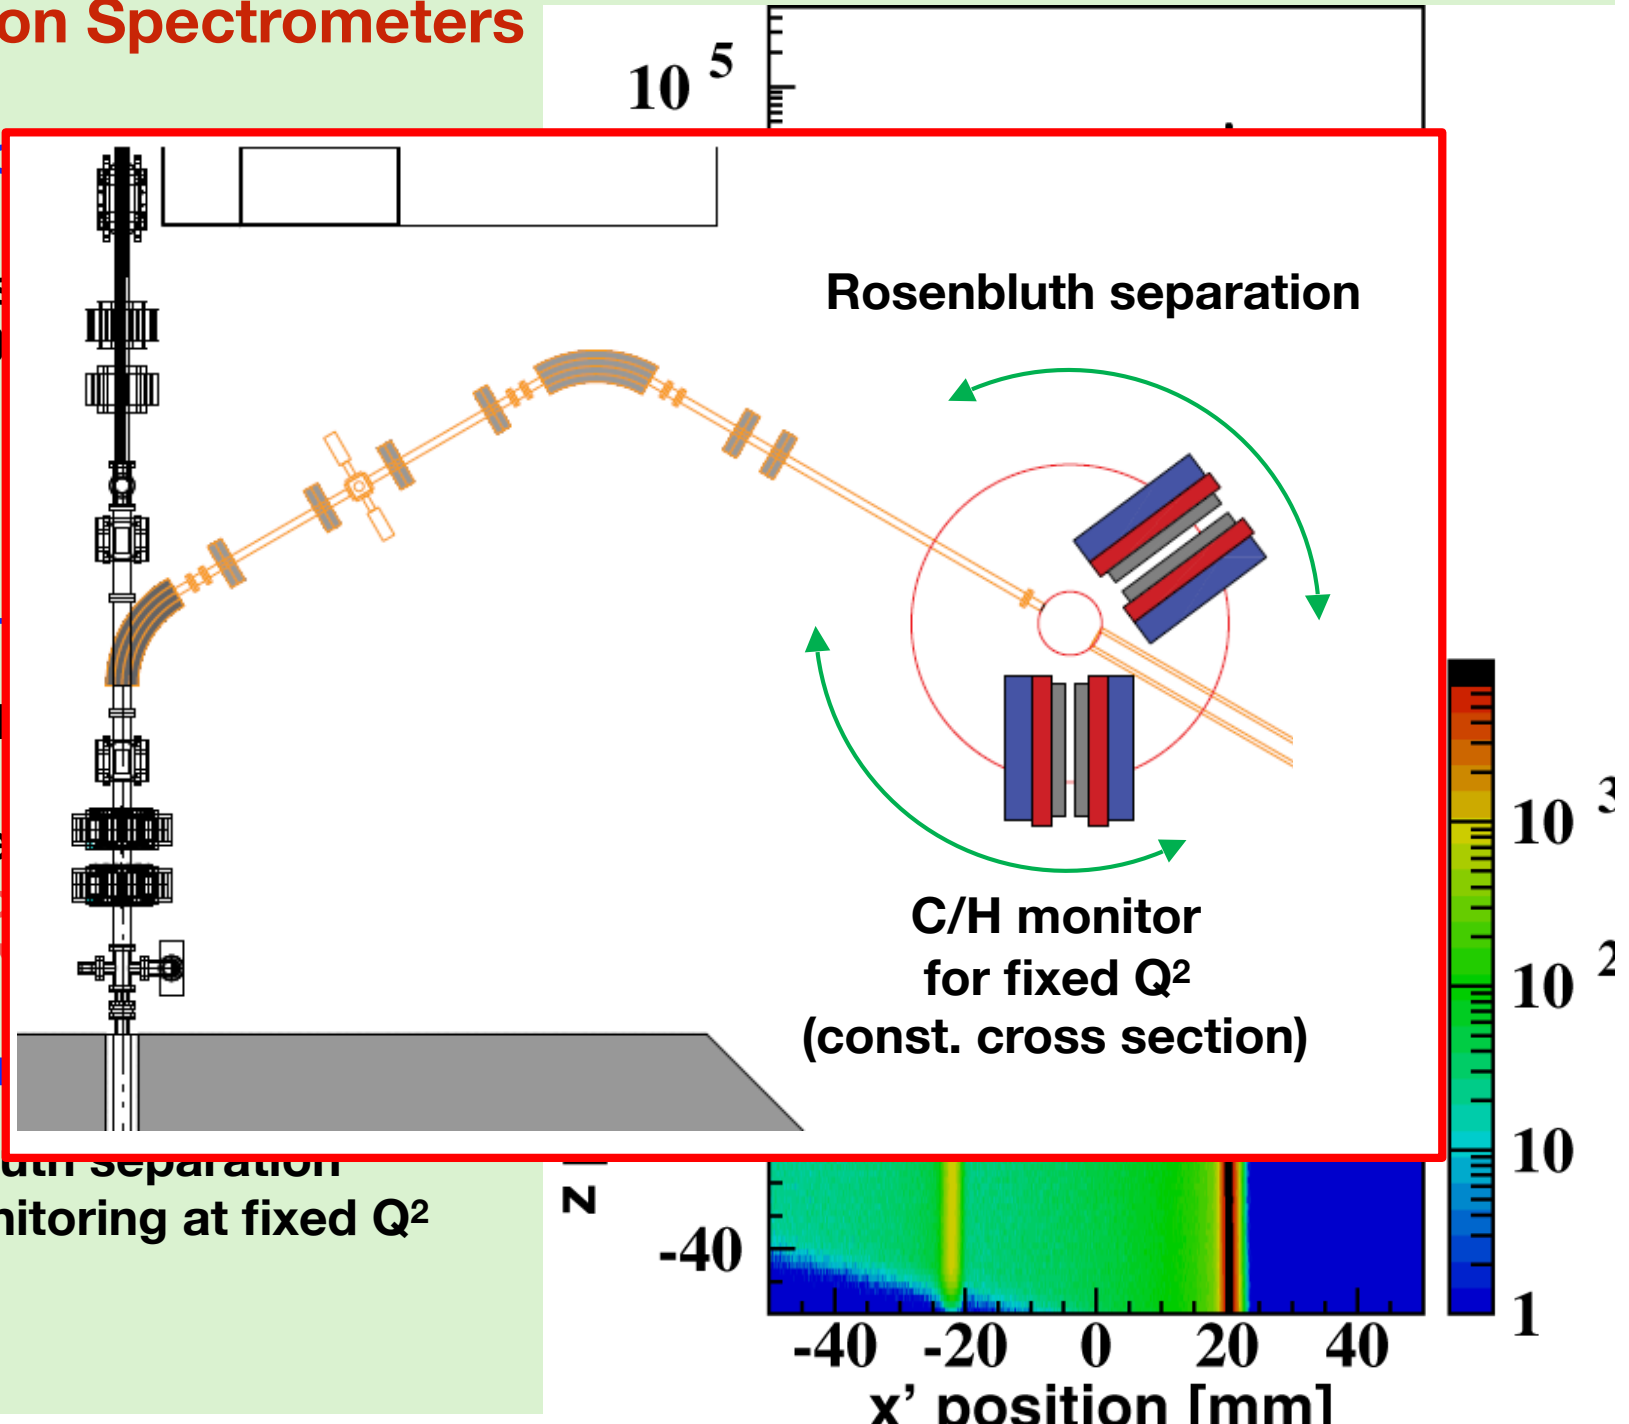 on Spectrometers
10 5
Rosenbluth separation
C/H monitor
for fixed Q²
(const. cross section)
separation
nitoring at fixed Q²
z
-40
-40 -20 0 20 40
x’ position [mm]
10 3
10 2
10
1